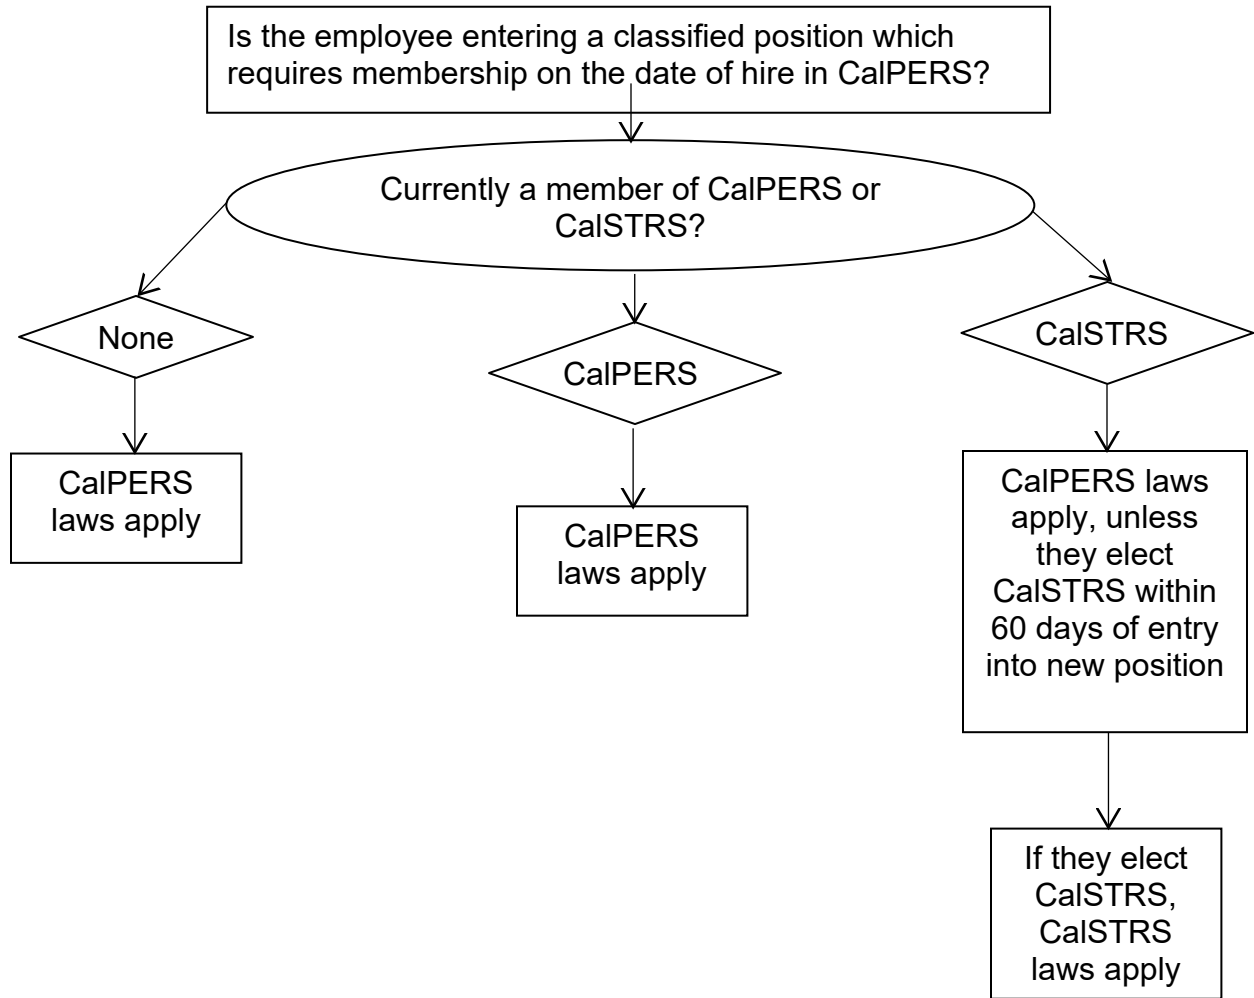 Is the employee entering a classified position which
requires membership on the date of hire in CalPERS?
Currently a member of CalPERS or
CalSTRS?
None
CalPERS
CalSTRS
CalPERS
laws apply
CalPERS
laws apply
CalPERS laws
apply, unless
they elect
CalSTRS within
60 days of entry
into new position
If they elect
CalSTRS,
CalSTRS
laws apply